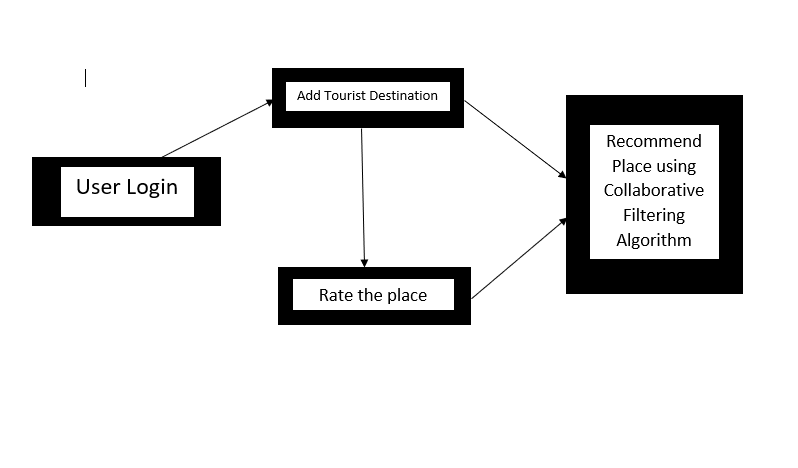 Add Tourist Destination
User Login
Rate the place
Recommend
Place using
Collaborative
Filtering
Algorithm